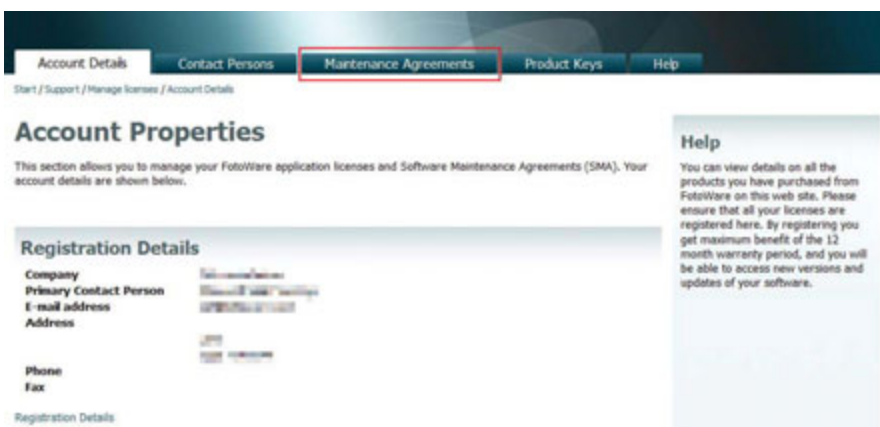 Account Details
Contact Persons
Maintenance Agreements
Product Keys
Help
Start / Support / Manage licenses / Account Details
Account Properties
This section allows you to manage your FotoWare application licenses and Software Maintenance Agreements (SMA). Your
account details are shown below.
Registration Details
Company
Primary Contact Person
E-mail address
Address
Phone
Fax
Registration Details
Help
You can view details on all the
products you have purchased from
FotoWare on this web site. Please
ensure that all your licenses are
registered here. By registering you
get maximum benefit of the 12
month warranty period, and you will
be able to access new versions and
updates of your software.